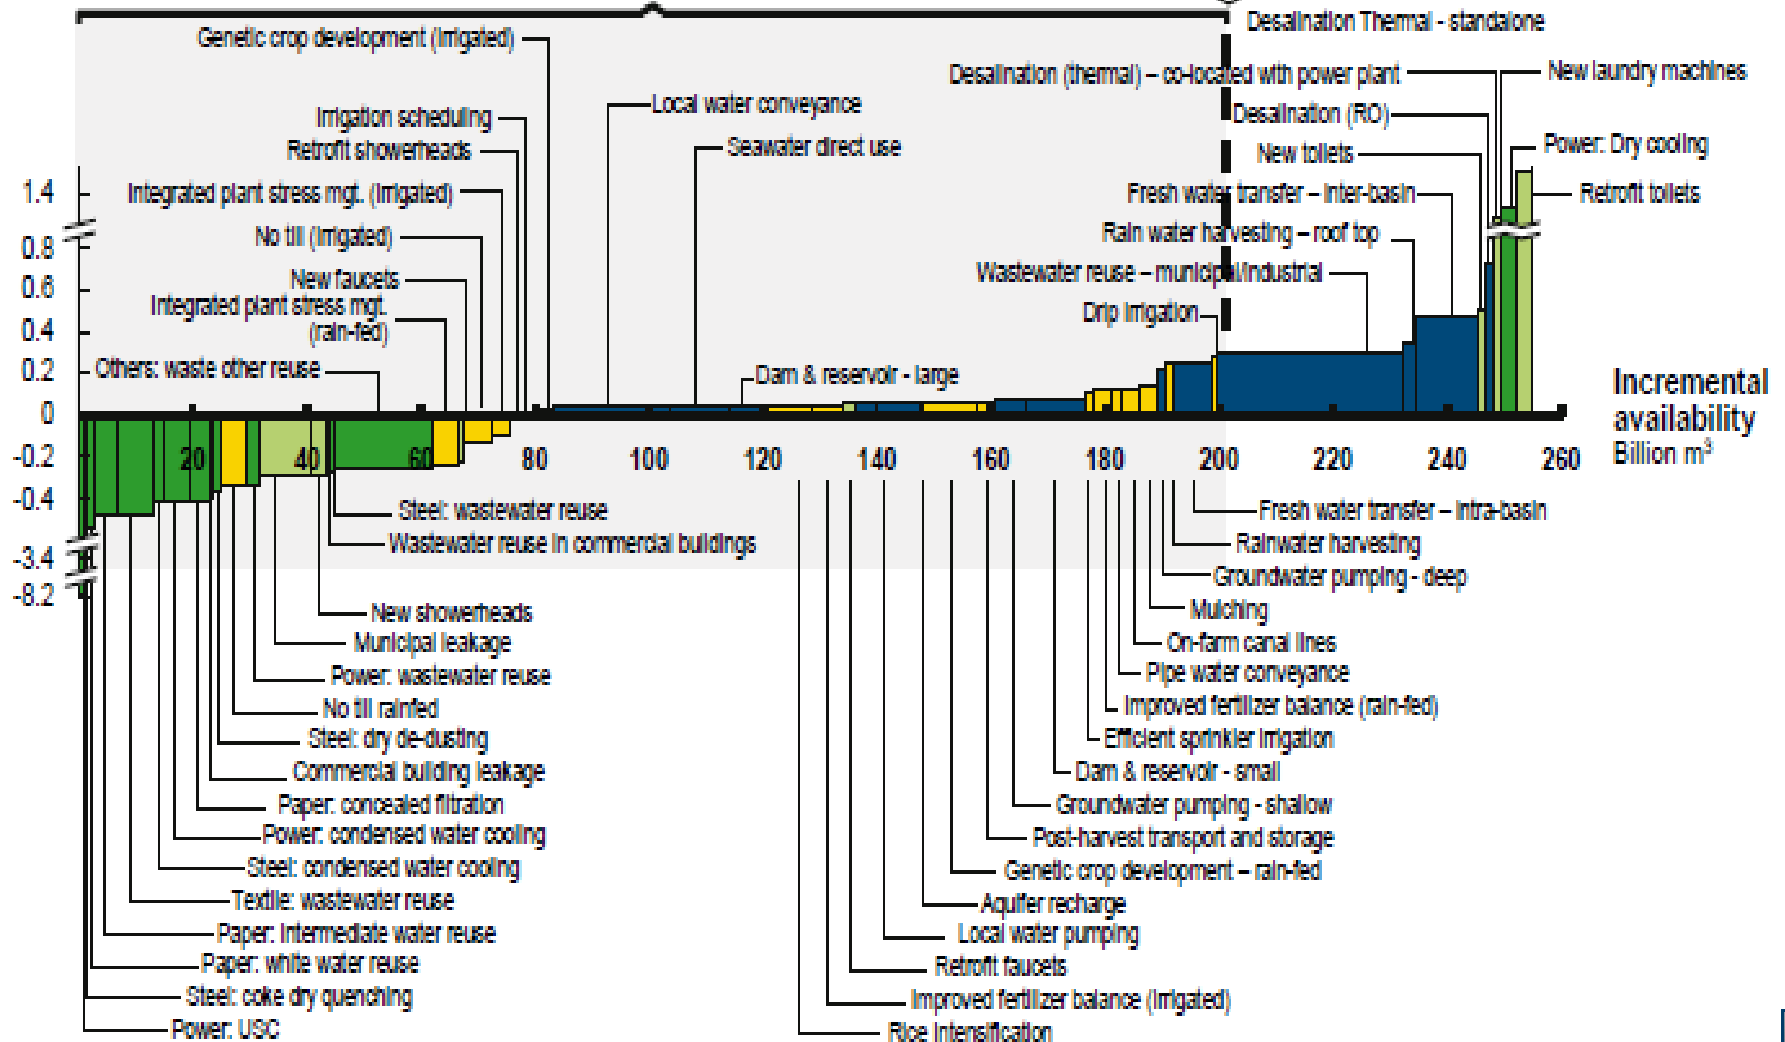 Desalination Thermal - standalone
Genetic crop development (Irrigated)
Desalination (thermal) – co-located with power plant
New laundry machines
Local water conveyance
Irrigation scheduling
Desalination (RO)
Retrofit showerheads
Seawater direct use
New toilets
Power: Dry cooling
1.4
Integrated plant stress mgt. (Irrigated)
Fresh water transfer – Inter-basin
Retrofit toilets
No till (Irrigated)
Rain water harvesting – roof top
0.8
New faucets
Wastewater reuse – municipal/industrial
0.6
Integrated plant stress mgt.
(rain-fed)
Drip Irrigation
0.4
0.2
Others: waste other reuse
Dam & reservoir - large
Incremental
availability
Billion m³
0
-0.2
20 40 60 80 100 120 140 160 180 200 220 240 260
-0.4
Steel: wastewater reuse
Fresh water transfer – Intra-basin
Wastewater reuse in commercial buildings
Rainwater harvesting
-3.4
Groundwater pumping - deep
-8.2
New showerheads
Mulching
Municipal leakage
On-farm canal lines
Power: wastewater reuse
Pipe water conveyance
No till rainfed
Improved fertilizer balance (rain-fed)
Steel: dry de-dusting
Efficient sprinkler Irrigation
Commercial building leakage
Dam & reservoir - small
Paper: concealed filtration
Groundwater pumping - shallow
Power: condensed water cooling
Post-harvest transport and storage
Steel: condensed water cooling
Genetic crop development – rain-fed
Textile: wastewater reuse
Aquifer recharge
Paper: Intermediate water reuse
Local water pumping
Paper: white water reuse
Retrofit faucets
Steel: coke dry quenching
Improved fertilizer balance (Irrigated)
Power: USC
Rice Intensification